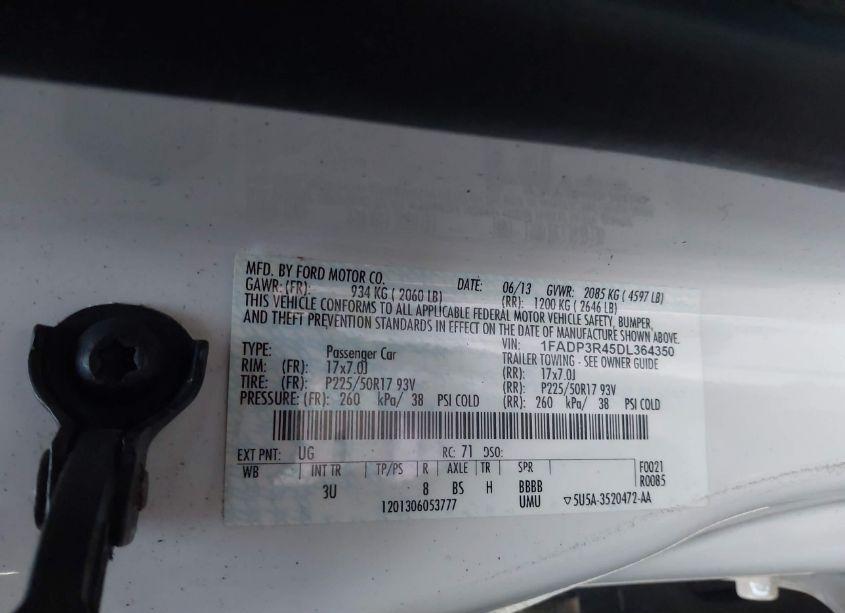 MFD. BY FORD MOTOR CO.
DATE: 06/13 GVWR: 2085 KG ( 4597 LB)
GAWR: (FR): 934 KG ( 2060 LB) (RR): 1200 KG ( 2646 LB)
THIS VEHICLE CONFORMS TO ALL APPLICABLE FEDERAL MOTOR VEHICLE SAFETY, BUMPER,
AND THEFT PREVENTION STANDARDS IN EFFECT ON THE DATE OF MANUFACTURE SHOWN ABOVE.
VIN: 1FADP3R45DL364350
TYPE: Passenger Car TRAILER TOWING - SEE OWNER GUIDE
RIM: (FR): 17x7.0J (RR): 17x7.0J
TIRE: (FR): P225/50R17 93V (RR): P225/50R17 93V
PRESSURE: (FR): 260 kPa/ 38 PSI COLD (RR): 260 kPa/ 38 PSI COLD
EXT PNT: UG RC: 71 DSO:
WB INT TR TP/PS R AXLE TR SPR F0021
3U 8 BS H BBBB R0085
1201306053777 UMU ▽5U5A-3520472-AA